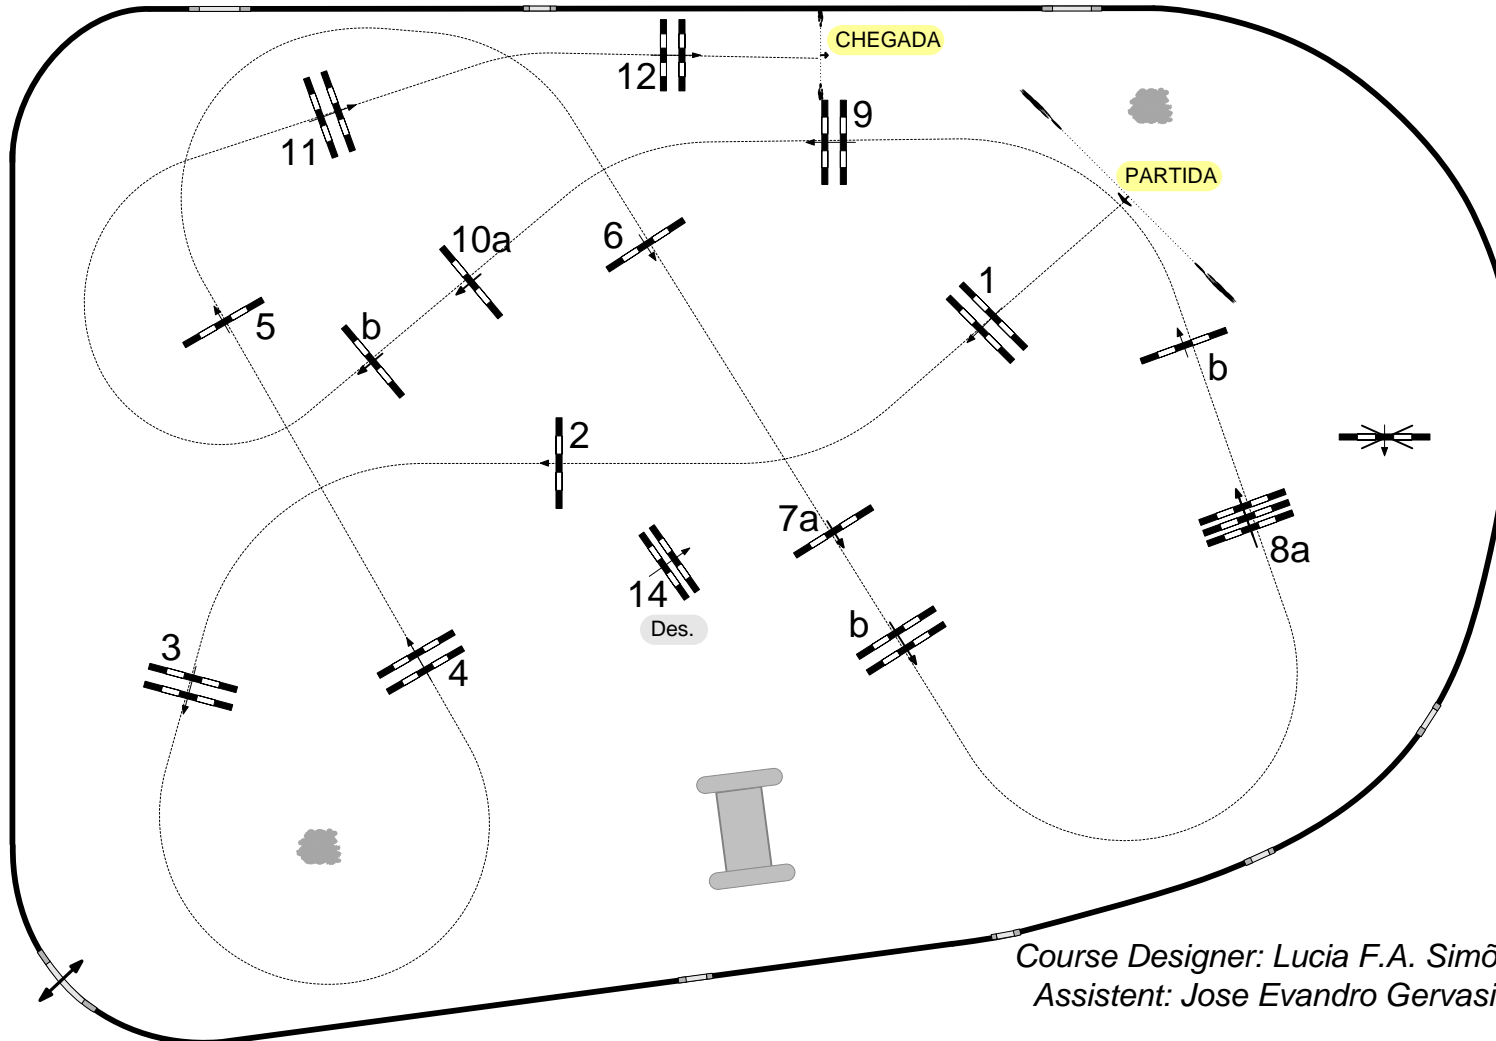 CHEGADA
12
9
11
PARTIDA
10a
6
1
5
b
b
2
7a
8a
14
Des.
b
3
4
Course Designer: Lucia F.A. Simõ
Assistent: Jose Evandro Gervasi